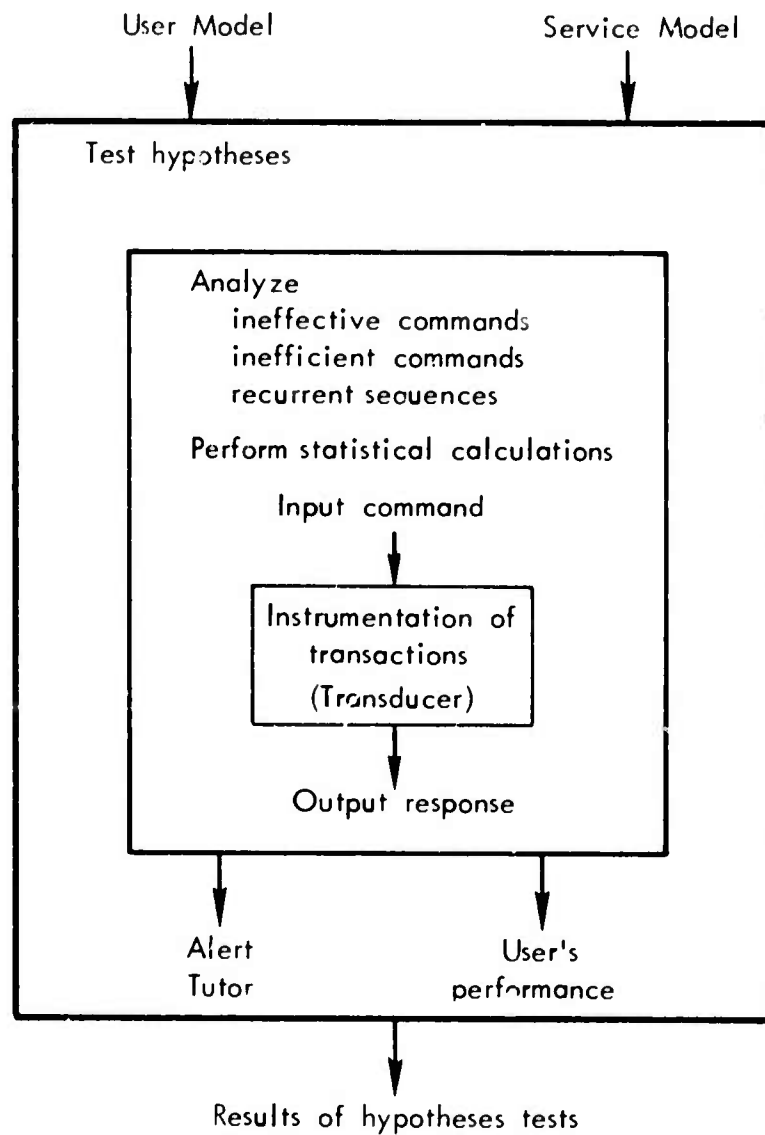 User Model
Service Model
Test hypotheses
Analyze
ineffective commands
inefficient commands
recurrent sequences
Perform statistical calculations
Input command
Instrumentation of
transactions
(Transducer)
Output response
Alert
Tutor
User's
performance
Results of hypotheses tests